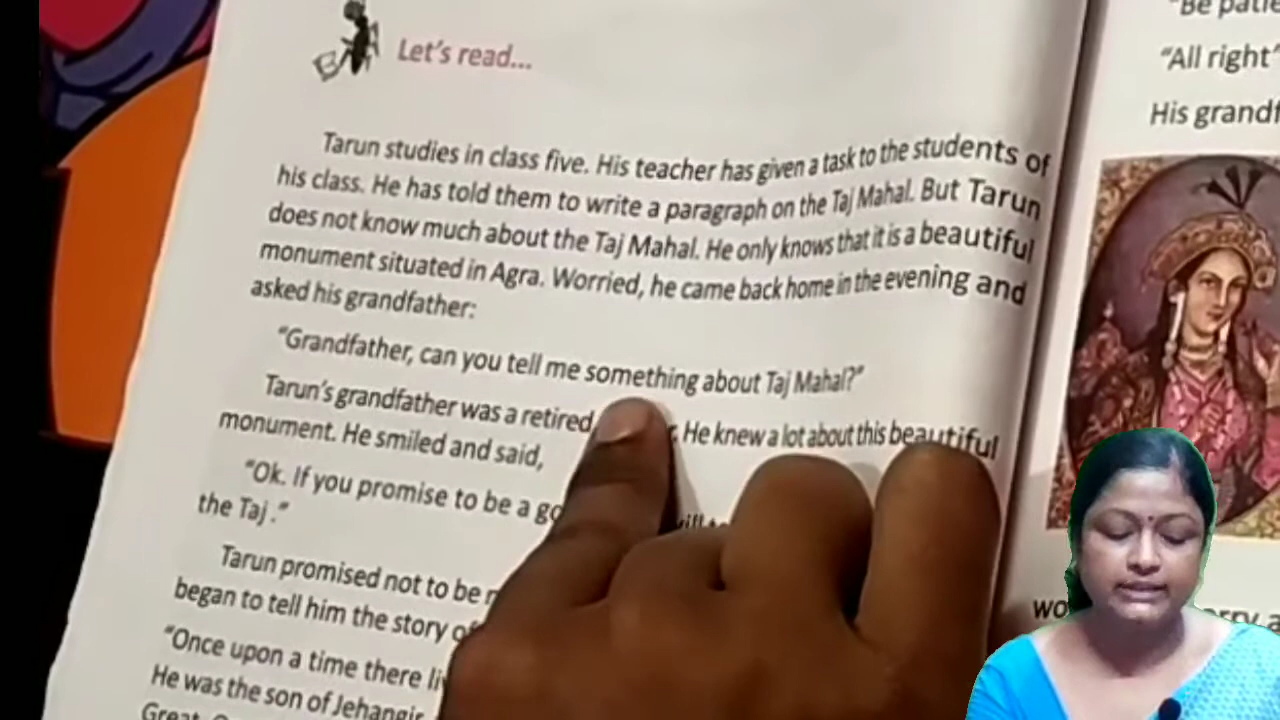 Let's read...
Tarun studies in class five. His teacher has given a task to the students of
his class. He has told them to write a paragraph on the Taj Mahal. But Tarun
does not know much about the Taj Mahal. He only knows that it is a beautiful
monument situated in Agra. Worried, he came back home in the evening and
asked his grandfather:
"Grandfather, can you tell me something about Taj Mahal?"
Tarun's grandfather was a retired He knew a lot about this beautiful
monument. He smiled and said,
"Ok. If you promise to be a
the Taj ."
Tarun promised not to be
began to tell him the story
"Once upon a time there
He was the son of Jehangir
"Be
"All right"
His